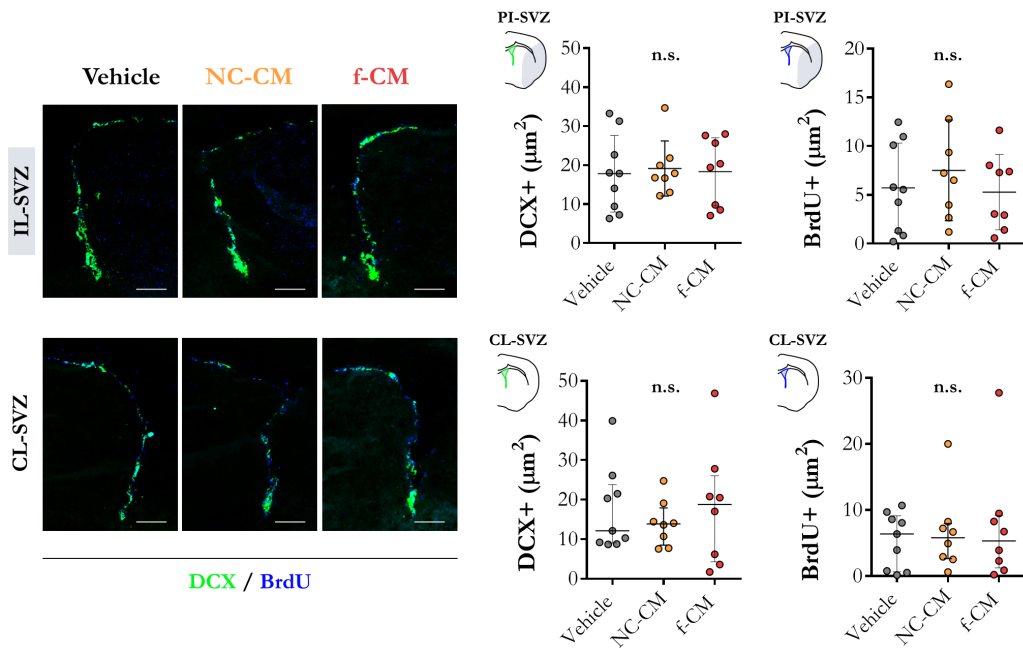 Vehicle NC-CM f-CM
IL-SVZ
CL-SVZ
DCX / BrdU
PI-SVZ
n.s.
DCX+ (μm²)
50
40
30
20
10
0
Vehicle
NC-CM
f-CM
PI-SVZ
n.s.
BrdU+ (μm²)
20
15
10
5
0
Vehicle
NC-CM
f-CM
CL-SVZ
n.s.
DCX+ (μm²)
50
40
30
20
10
0
Vehicle
NC-CM
f-CM
CL-SVZ
n.s.
BrdU+ (μm²)
30
20
10
0
Vehicle
NC-CM
f-CM